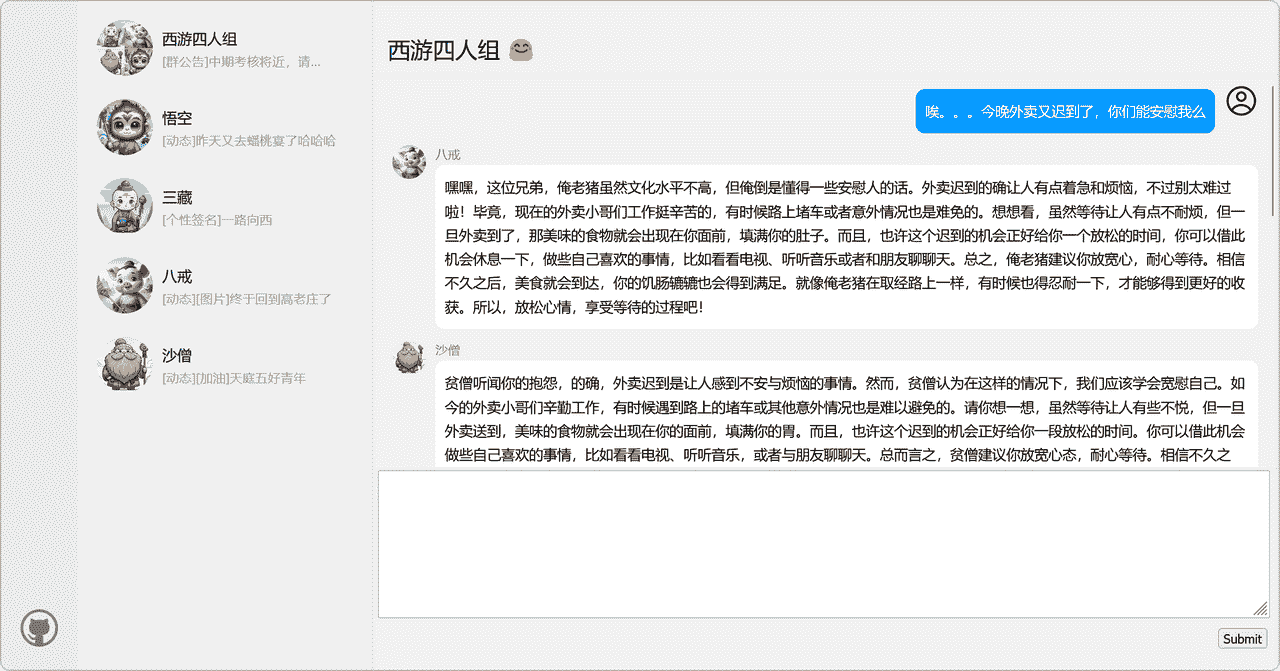 西游四人组
[群公告]中期考核将近，请...
悟空
[动态]昨天又去蟠桃宴了哈哈哈
三藏
[个性签名]一路向西
八戒
[动态][图片]终于回到高老庄了
沙僧
[动态][加油]天庭五好青年
西游四人组 😊
唉。。。今晚外卖又迟到了，你们能安慰我么
八戒
嘿嘿，这位兄弟，俺老猪虽然文化水平不高，但俺倒是懂得一些安慰人的话。外卖迟到的确让人有点着急和烦恼，不过别太难过
啦！毕竟，现在的外卖小哥们工作挺辛苦的，有时候路上堵车或者意外情况也是难免的。想想看，虽然等待让人有点不耐烦，但一
旦外卖到了，那美味的食物就会出现在你面前，填满你的肚子。而且，也许这个迟到的机会正好给你一个放松的时间，你可以借此
机会休息一下，做些自己喜欢的事情，比如看看电视、听听音乐或者和朋友聊聊天。总之，俺老猪建议你放宽心，耐心等待。相信
不久之后，美食就会到达，你的饥肠辘辘也会得到满足。就像俺老猪在取经路上一样，有时候也得忍耐一下，才能够得到更好的收
获。所以，放松心情，享受等待的过程吧！
沙僧
贫僧听闻你的抱怨，的确，外卖迟到是让人感到不安与烦恼的事情。然而，贫僧认为在这样的情况下，我们应该学会宽慰自己。如
今的外卖小哥们辛勤工作，有时候遇到路上的堵车或其他意外情况也是难以避免的。请你想一想，虽然等待让人有些不悦，但一旦
外卖送到，美味的食物就会出现在你的面前，填满你的胃。而且，也许这个迟到的机会正好给你一段放松的时间。你可以借此机会
做些自己喜欢的事情，比如看看电视、听听音乐，或者与朋友聊聊天。总而言之，贫僧建议你放宽心态，耐心等待。相信不久之
Submit